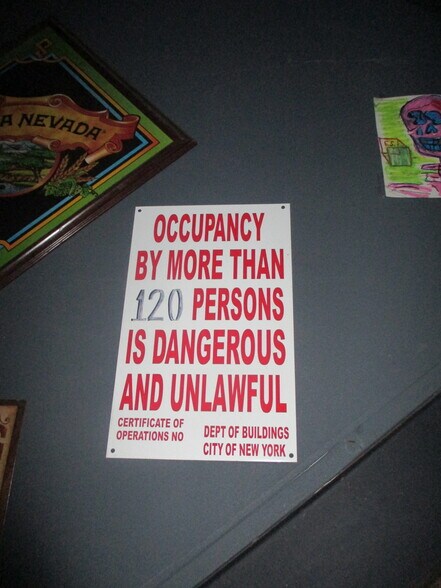 A NEVADA
OCCUPANCY
BY MORE THAN
120 PERSONS
IS DANGEROUS
AND UNLAWFUL
CERTIFICATE OF
OPERATIONS NO
DEPT OF BUILDINGS
CITY OF NEW YORK